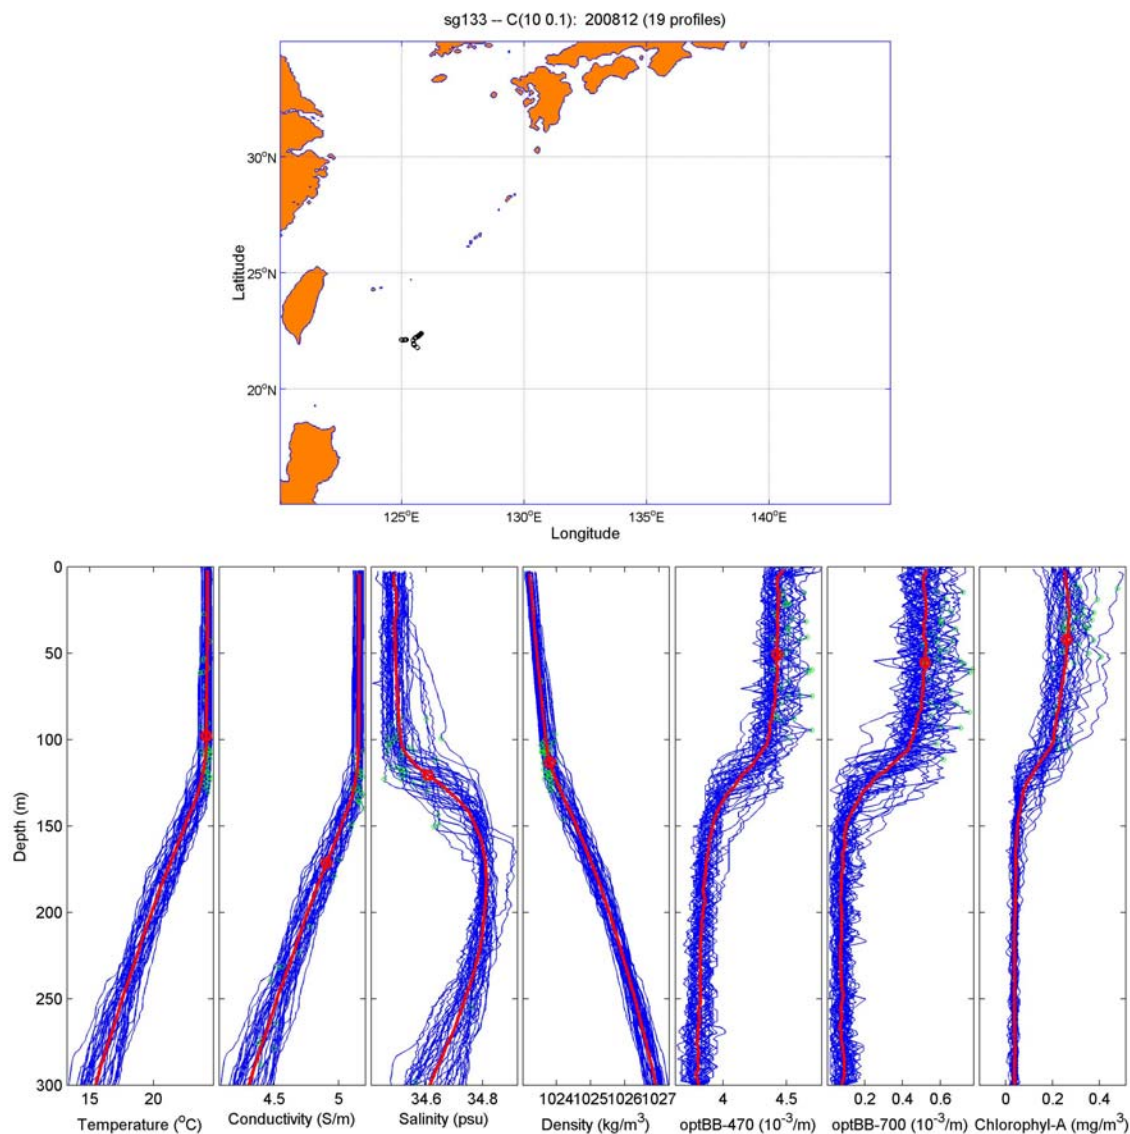 sg133 -- C(10 0.1):  200812 (19 profiles)
30°N
25°N
20°N
Latitude
125°E 130°E 135°E 140°E
Longitude
0
50
100
150
200
250
300
Depth (m)
15 20 4.5 5 34.6 34.8 1024 1025 1026 1027 4 4.5 0.2 0.4 0.6 0 0.2 0.4
Temperature (°C) Conductivity (S/m) Salinity (psu) Density (kg/m³) optBB-470 (10⁻³/m) optBB-700 (10⁻³/m) Chlorophyl-A (mg/m³)